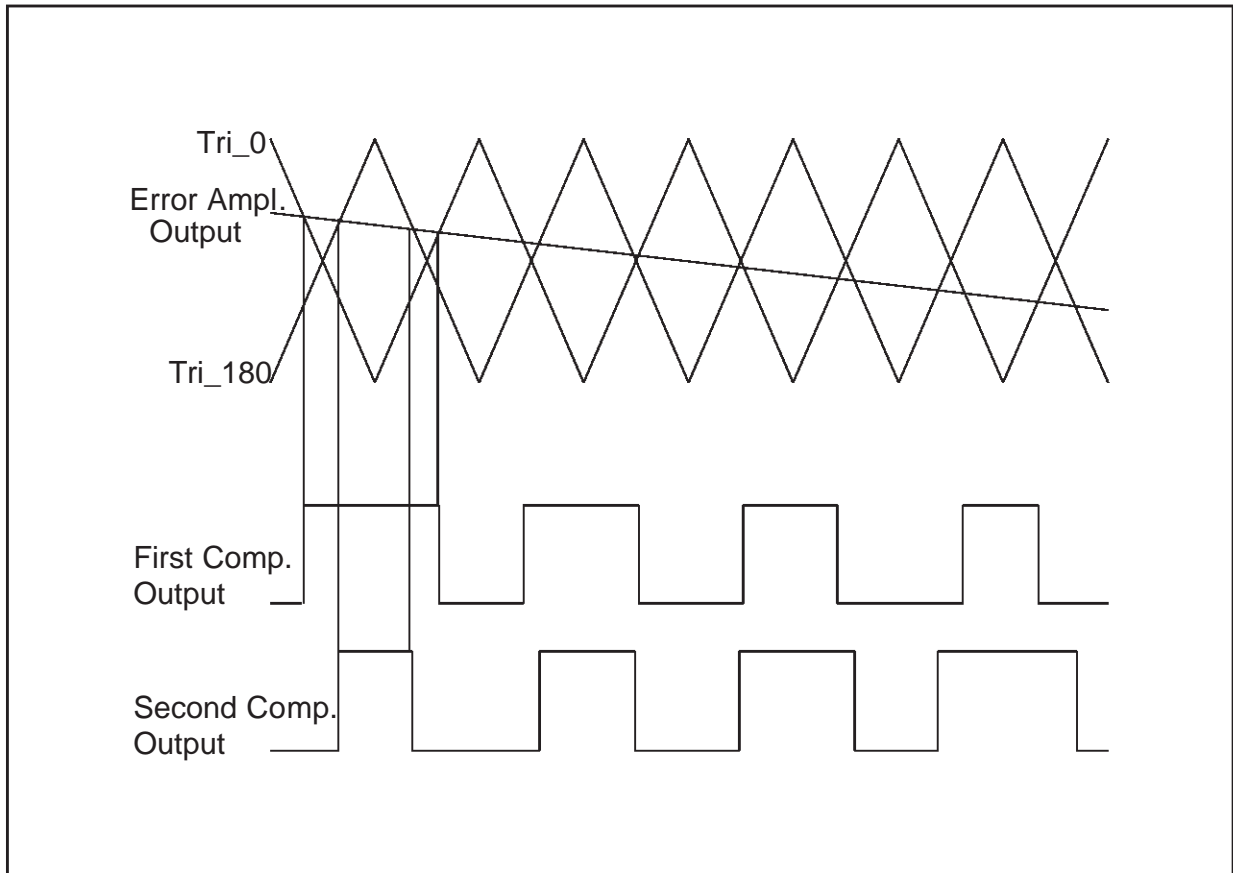 Tri_0
Error Ampl.
Output
Tri_180
First Comp.
Output
Second Comp.
Output